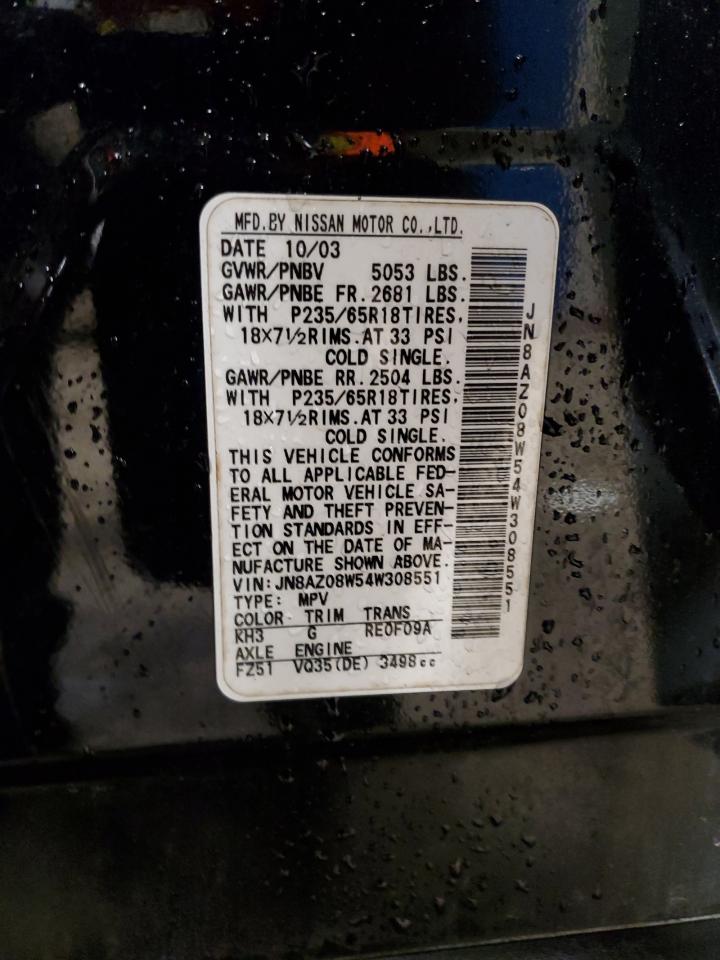 MFD.BY NISSAN MOTOR CO.,LTD.
DATE 10/03
GVWR/PNBV 5053 LBS.
GAWR/PNBE FR.2681 LBS.
WITH P235/65R18TIRES.
18X7½RIMS.AT 33 PSI
COLD SINGLE.
GAWR/PNBE RR.2504 LBS.
WITH P235/65R18TIRES.
18X7½RIMS.AT 33 PSI
COLD SINGLE.
THIS VEHICLE CONFORMS
TO ALL APPLICABLE FED-
ERAL MOTOR VEHICLE SA-
FETY AND THEFT PREVEN-
TION STANDARDS IN EFF-
ECT ON THE DATE OF MA-
NUFACTURE SHOWN ABOVE.
VIN:JN8AZ08W54W308551
TYPE: MPV
COLOR TRIM TRANS
KH3 G RE0F09A
AXLE ENGINE
FZ51 VQ35(DE) 3498cc
JN8AZ08W54W308551